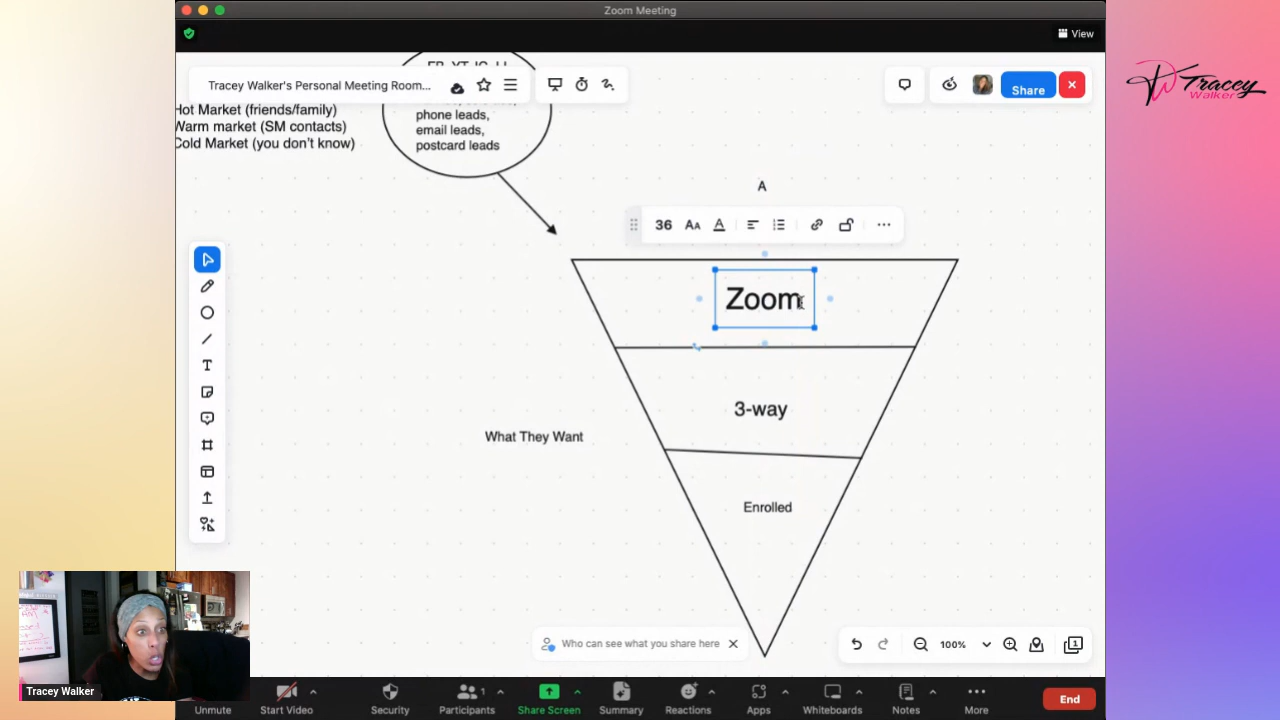 Zoom Meeting
View
Tracey Walker's Personal Meeting Room...
Share
Hot Market (friends/family)
Warm market (SM contacts)
Cold Market (you don't know)
phone leads,
email leads,
postcard leads
A
36
Zoom
3-way
What They Want
Enrolled
Who can see what you share here
100%
1
Tracey Walker
Unmute
Start Video
Security
Participants
1
Share Screen
Summary
Reactions
Apps
Whiteboards
Notes
More
End
Tracey
Walker